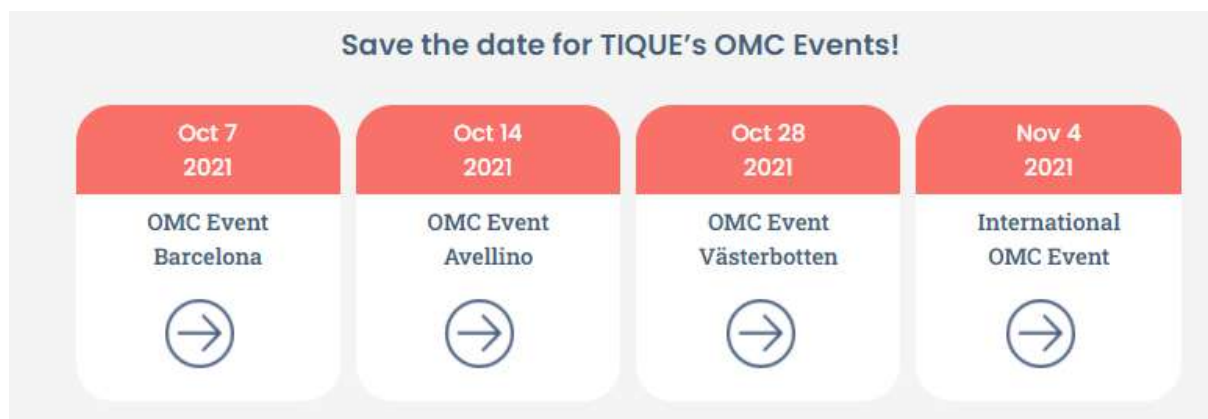 Save the date for TIQUE's OMC Events!
Oct 7
2021
OMC Event
Barcelona
Oct 14
2021
OMC Event
Avellino
Oct 28
2021
OMC Event
Västerbotten
Nov 4
2021
International
OMC Event